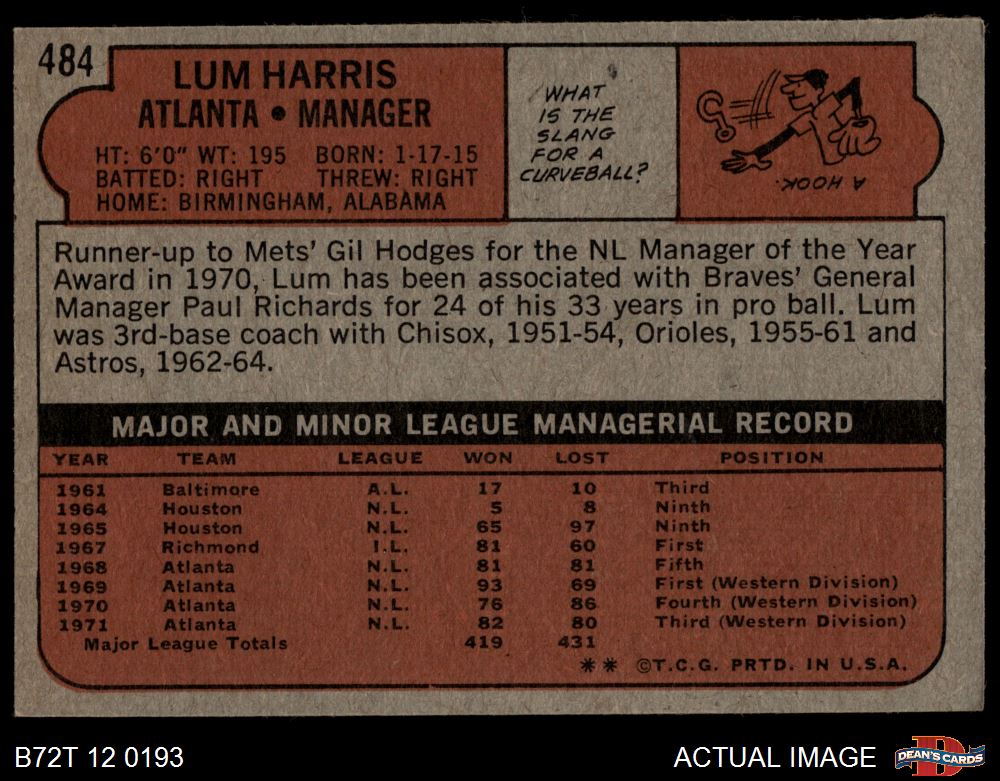 484
LUM HARRIS
ATLANTA • MANAGER
HT: 6'0" WT: 195 BORN: 1-17-15
BATTED: RIGHT THREW: RIGHT
HOME: BIRMINGHAM, ALABAMA
WHAT
IS THE
SLANG
FOR A
CURVEBALL?
A HOOK.
Runner-up to Mets' Gil Hodges for the NL Manager of the Year
Award in 1970, Lum has been associated with Braves' General
Manager Paul Richards for 24 of his 33 years in pro ball. Lum
was 3rd-base coach with Chisox, 1951-54, Orioles, 1955-61 and
Astros, 1962-64.
MAJOR AND MINOR LEAGUE MANAGERIAL RECORD
YEAR TEAM LEAGUE WON LOST POSITION
1961 Baltimore A.L. 17 10 Third
1964 Houston N.L. 5 8 Ninth
1965 Houston N.L. 65 97 Ninth
1967 Richmond I.L. 81 60 First
1968 Atlanta N.L. 81 81 Fifth
1969 Atlanta N.L. 93 69 First (Western Division)
1970 Atlanta N.L. 76 86 Fourth (Western Division)
1971 Atlanta N.L. 82 80 Third (Western Division)
Major League Totals 419 431
** ©T.C.G. PRTD. IN U.S.A.
B72T 12 0193 ACTUAL IMAGE
DEAN'S CARDS